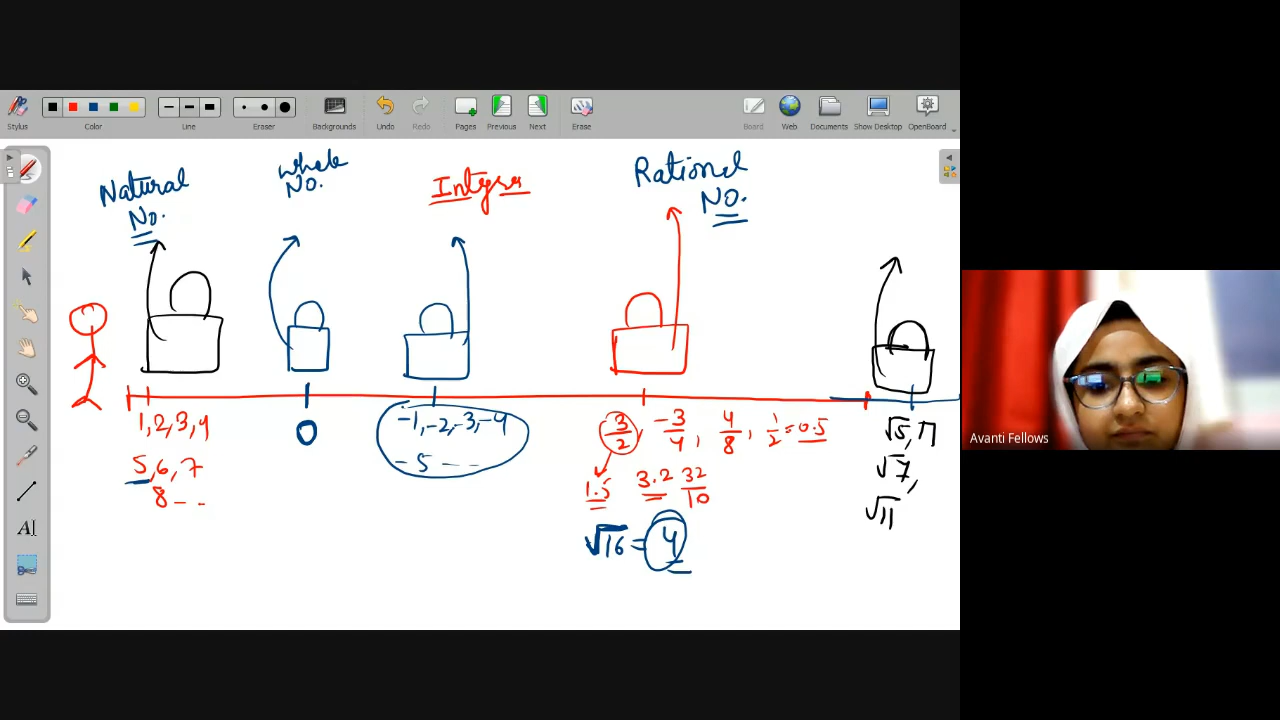 Stylus
Color
Line
Eraser
Backgrounds
Undo
Redo
Pages
Previous
Next
Erase
Board
Web
Documents
Show Desktop
OpenBoard
Natural
No.
whole
No.
Integers
Rational
NO.
1, 2, 3, 4
5, 6, 7
8 - -
0
-1, -2, -3, -4
-5 - - -
3/2, -3/4, 4/8, 1/2 = 0.5
1.5 3.2 32/10
√16 = 4
√5, π
√7,
√11
Avanti Fellows